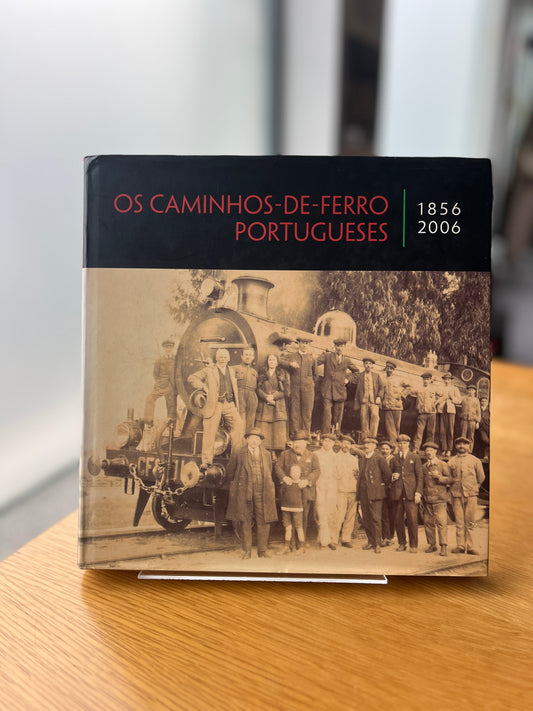 OS CAMINHOS-DE-FERRO
PORTUGUESES
1856
2006